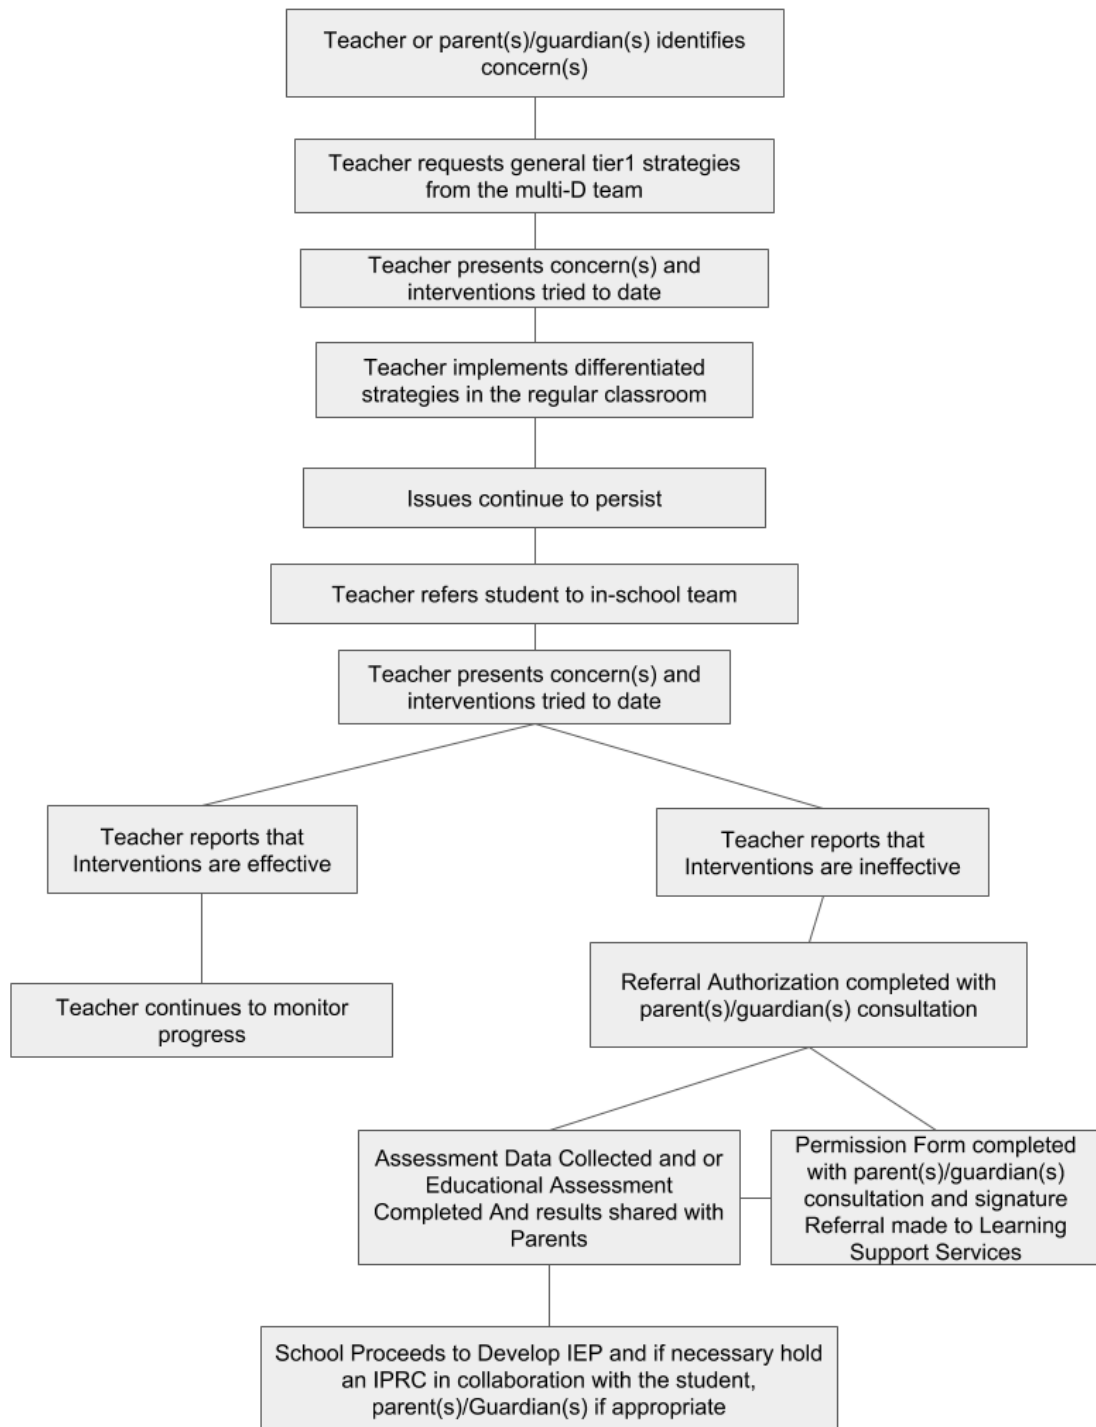 Teacher or parent(s)/guardian(s) identifies
concern(s)
Teacher requests general tier1 strategies
from the multi-D team
Teacher presents concern(s) and
interventions tried to date
Teacher implements differentiated
strategies in the regular classroom
Issues continue to persist
Teacher refers student to in-school team
Teacher presents concern(s) and
interventions tried to date
Teacher reports that
Interventions are effective
Teacher reports that
Interventions are ineffective
Teacher continues to monitor
progress
Referral Authorization completed with
parent(s)/guardian(s) consultation
Assessment Data Collected and or
Educational Assessment
Completed And results shared with
Parents
Permission Form completed
with parent(s)/guardian(s)
consultation and signature
Referral made to Learning
Support Services
School Proceeds to Develop IEP and if necessary hold
an IPRC in collaboration with the student,
parent(s)/Guardian(s) if appropriate